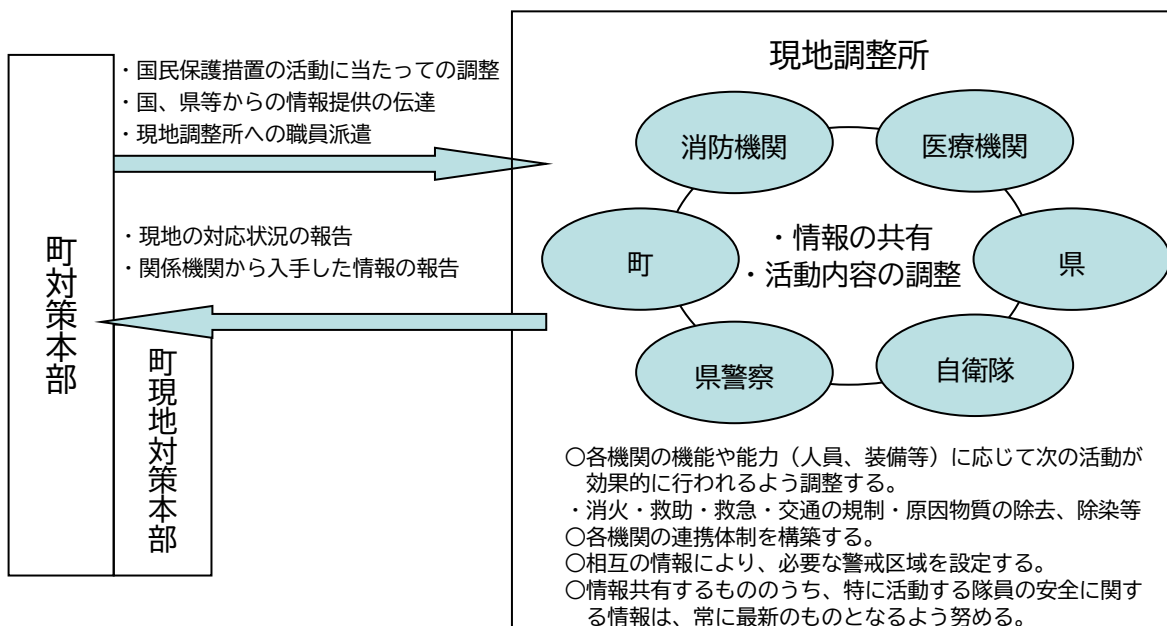 ・国民保護措置の活動に当たっての調整
・国、県等からの情報提供の伝達
・現地調整所への職員派遣
・現地の対応状況の報告
・関係機関から入手した情報の報告
町対策本部
町現地対策本部
現地調整所
消防機関
医療機関
町
・情報の共有
・活動内容の調整
県
県警察
自衛隊
○各機関の機能や能力（人員、装備等）に応じて次の活動が
効果的に行われるよう調整する。
・消火・救助・救急・交通の規制・原因物質の除去、除染等
○各機関の連携体制を構築する。
○相互の情報により、必要な警戒区域を設定する。
○情報共有するもののうち、特に活動する隊員の安全に関す
る情報は、常に最新のものとなるよう努める。